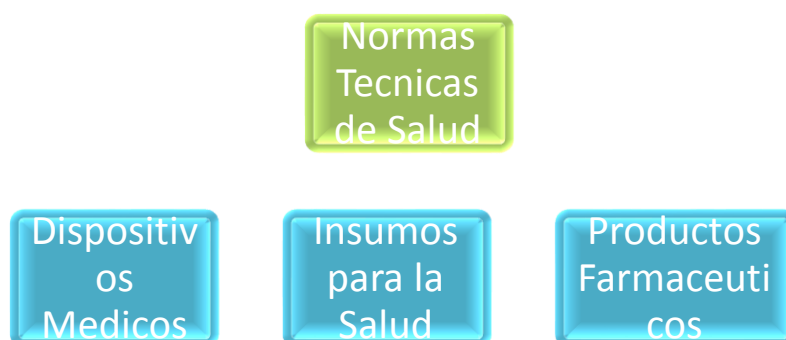 Normas
Tecnicas
de Salud
Dispositiv
os
Medicos
Insumos
para la
Salud
Productos
Farmaceuti
cos